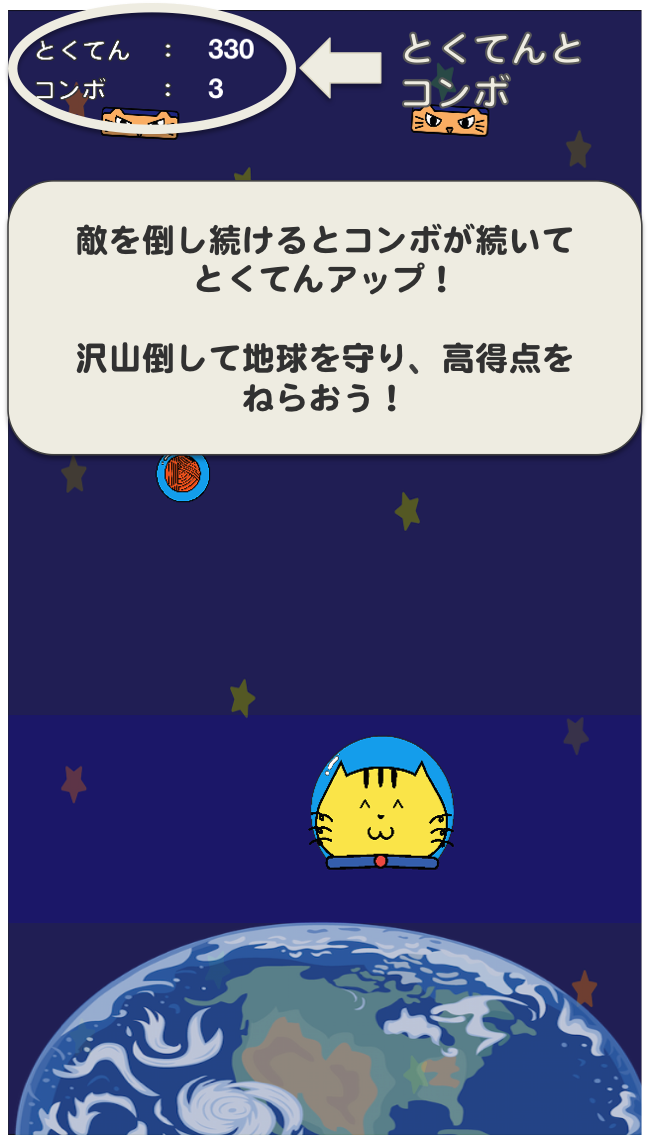 とくてん : 330
コンボ : 3
とくてんと
コンボ
敵を倒し続けるとコンボが続いて
とくてんアップ！
沢山倒して地球を守り、高得点を
ねらおう！